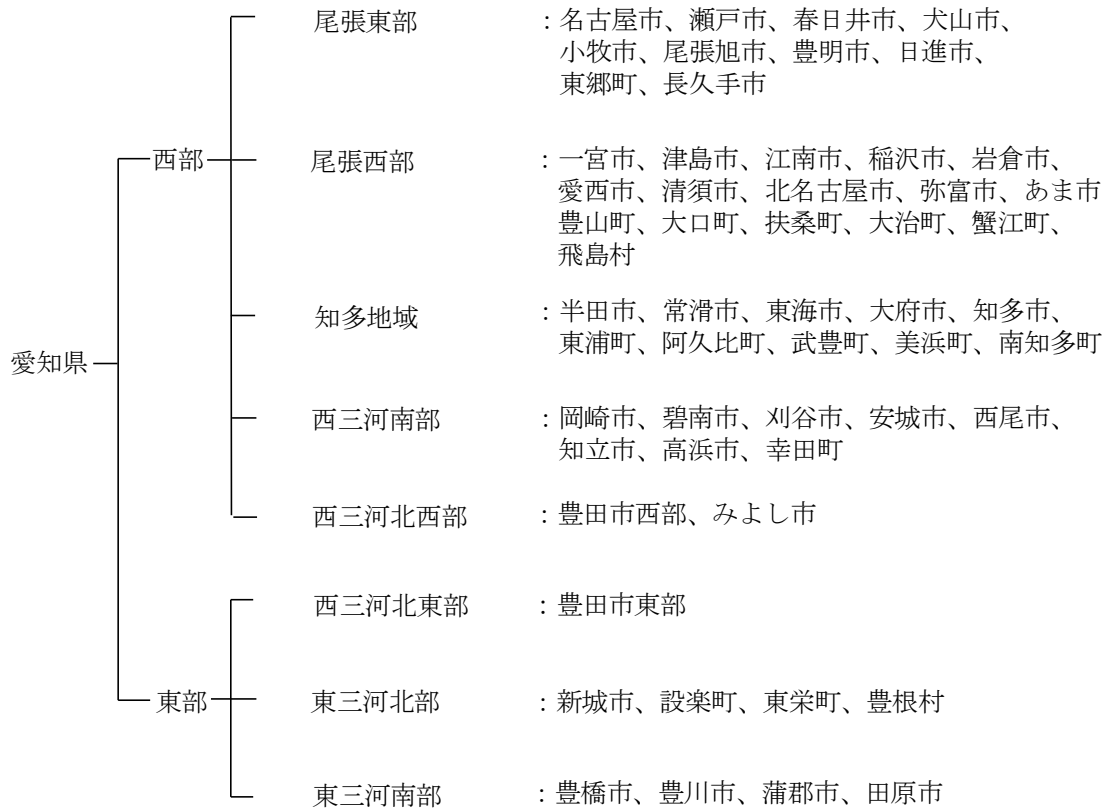 愛知県
西部
尾張東部 ：名古屋市、瀬戸市、春日井市、犬山市、
小牧市、尾張旭市、豊明市、日進市、
東郷町、長久手市
尾張西部 ：一宮市、津島市、江南市、稲沢市、岩倉市、
愛西市、清須市、北名古屋市、弥富市、あま市
豊山町、大口町、扶桑町、大治町、蟹江町、
飛島村
知多地域 ：半田市、常滑市、東海市、大府市、知多市、
東浦町、阿久比町、武豊町、美浜町、南知多町
西三河南部 ：岡崎市、碧南市、刈谷市、安城市、西尾市、
知立市、高浜市、幸田町
西三河北西部 ：豊田市西部、みよし市
東部
西三河北東部 ：豊田市東部
東三河北部 ：新城市、設楽町、東栄町、豊根村
東三河南部 ：豊橋市、豊川市、蒲郡市、田原市